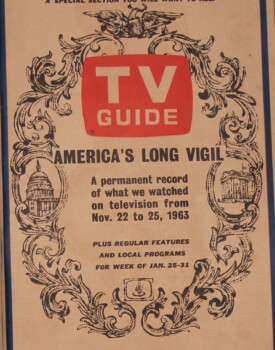 A SPECIAL SECTION YOU WILL WANT TO KEEP
TV
GUIDE
AMERICA'S LONG VIGIL
A permanent record
of what we watched
on television from
Nov. 22 to 25, 1963
PLUS REGULAR FEATURES
AND LOCAL PROGRAMS
FOR WEEK OF JAN. 25-31